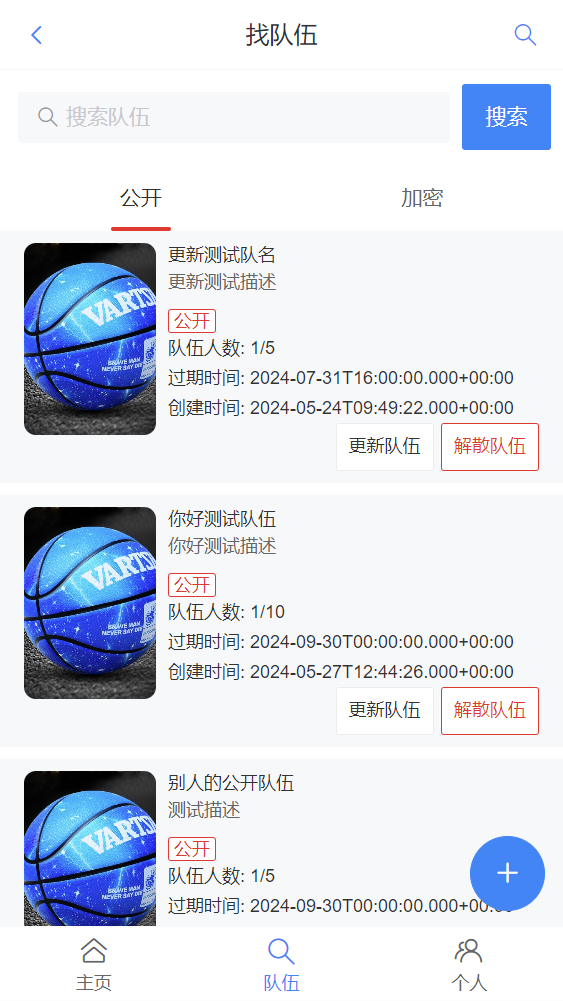 找队伍
搜索队伍
搜索
公开
加密
更新测试队名
更新测试描述
公开
队伍人数: 1/5
过期时间: 2024-07-31T16:00:00.000+00:00
创建时间: 2024-05-24T09:49:22.000+00:00
更新队伍
解散队伍
VARTS
BRAVE MAN
NEVER SAY DIE
你好测试队伍
你好测试描述
公开
队伍人数: 1/10
过期时间: 2024-09-30T00:00:00.000+00:00
创建时间: 2024-05-27T12:44:26.000+00:00
更新队伍
解散队伍
VARTS
BRAVE MAN
NEVER SAY DIE
别人的公开队伍
测试描述
公开
队伍人数: 1/5
过期时间: 2024-09-30T00:00:00.000+00:00
VARTS
BRAVE MAN
NEVER SAY DIE
主页
队伍
个人